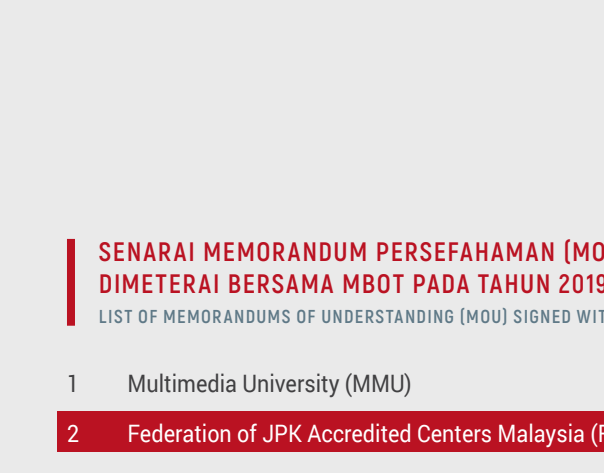 SENARAI MEMORANDUM PERSEFAHAMAN (MO
DIMETERAI BERSAMA MBOT PADA TAHUN 2019
LIST OF MEMORANDUMS OF UNDERSTANDING (MOU) SIGNED WIT
1 Multimedia University (MMU)
2 Federation of JPK Accredited Centers Malaysia (F